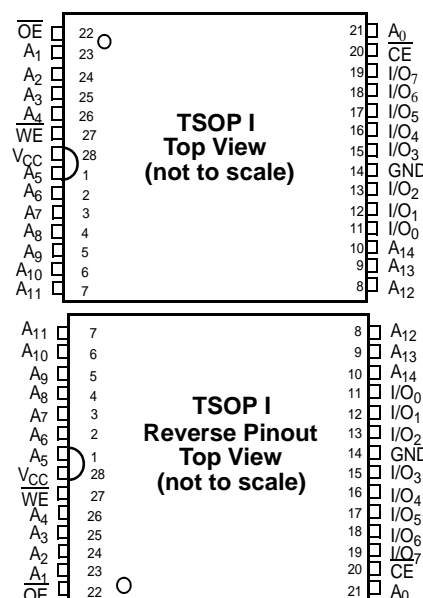 O̅E̅ 22 21 A0
A1 23 20 C̅E̅
A2 24 19 I/O7
A3 25 18 I/O6
A4 26 17 I/O5
W̅E̅ 27 TSOP I 16 I/O4
VCC 28 Top View 15 I/O3
A5 1 (not to scale) 14 GND
A6 2 13 I/O2
A7 3 12 I/O1
A8 4 11 I/O0
A9 5 10 A14
A10 6 9 A13
A11 7 8 A12
A11 7 8 A12
A10 6 9 A13
A9 5 10 A14
A8 4 11 I/O0
A7 3 TSOP I 12 I/O1
A6 2 Reverse Pinout 13 I/O2
A5 1 Top View 14 GND
VCC 28 (not to scale) 15 I/O3
W̅E̅ 27 16 I/O4
A4 26 17 I/O5
A3 25 18 I/O6
A2 24 19 I/O7
A1 23 20 C̅E̅
O̅E̅ 22 21 A0